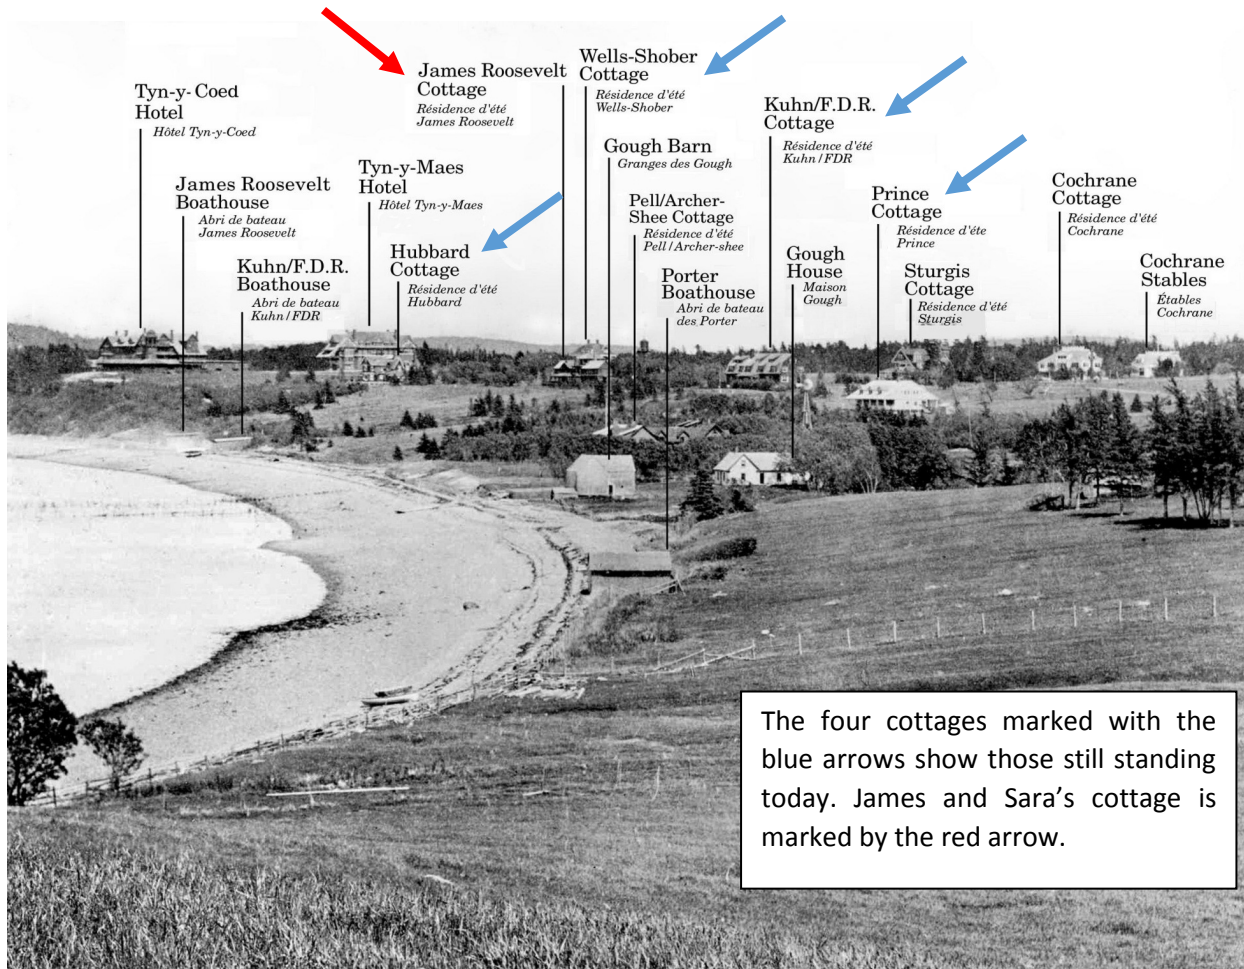 Tyn-y-Coed
Hotel
Hôtel Tyn-y-Coed
James Roosevelt
Boathouse
Abri de bateau
James Roosevelt
Kuhn/F.D.R.
Boathouse
Abri de bateau
Kuhn/FDR
Tyn-y-Maes
Hotel
Hôtel Tyn-y-Maes
Hubbard
Cottage
Résidence d'été
Hubbard
James Roosevelt
Cottage
Résidence d'été
James Roosevelt
Wells-Shober
Cottage
Résidence d'été
Wells-Shober
Gough Barn
Granges des Gough
Pell/Archer-
Shee Cottage
Résidence d'été
Pell/Archer-shee
Porter
Boathouse
Abri de bateau
des Porter
Kuhn/F.D.R.
Cottage
Résidence d'été
Kuhn/FDR
Gough
House
Maison
Gough
Prince
Cottage
Résidence d'éte
Prince
Sturgis
Cottage
Résidence d'été
Sturgis
Cochrane
Cottage
Résidence d'été
Cochrane
Cochrane
Stables
Étables
Cochrane
The four cottages marked with the
blue arrows show those still standing
today. James and Sara's cottage is
marked by the red arrow.